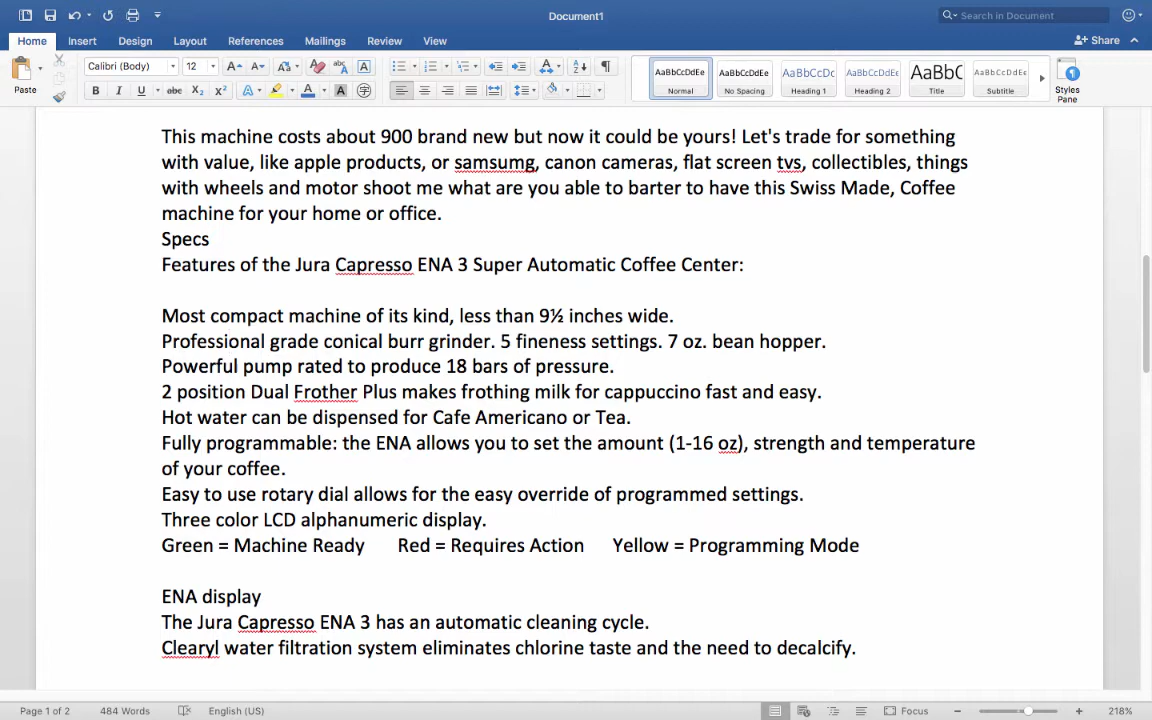 Document1
Search in Document
Home Insert Design Layout References Mailings Review View Share
Paste Calibri (Body) 12
AaBbCcDdEe AaBbCcDdEe AaBbCcDc AaBbCcDdEe AaBbC AaBbCcDdEe
Normal No Spacing Heading 1 Heading 2 Title Subtitle Styles Pane
This machine costs about 900 brand new but now it could be yours! Let's trade for something
with value, like apple products, or samsumg, canon cameras, flat screen tvs, collectibles, things
with wheels and motor shoot me what are you able to barter to have this Swiss Made, Coffee
machine for your home or office.
Specs
Features of the Jura Capresso ENA 3 Super Automatic Coffee Center:
Most compact machine of its kind, less than 9½ inches wide.
Professional grade conical burr grinder. 5 fineness settings. 7 oz. bean hopper.
Powerful pump rated to produce 18 bars of pressure.
2 position Dual Frother Plus makes frothing milk for cappuccino fast and easy.
Hot water can be dispensed for Cafe Americano or Tea.
Fully programmable: the ENA allows you to set the amount (1-16 oz), strength and temperature
of your coffee.
Easy to use rotary dial allows for the easy override of programmed settings.
Three color LCD alphanumeric display.
Green = Machine Ready Red = Requires Action Yellow = Programming Mode
ENA display
The Jura Capresso ENA 3 has an automatic cleaning cycle.
Clearyl water filtration system eliminates chlorine taste and the need to decalcify.
Page 1 of 2 484 Words English (US) Focus 218%